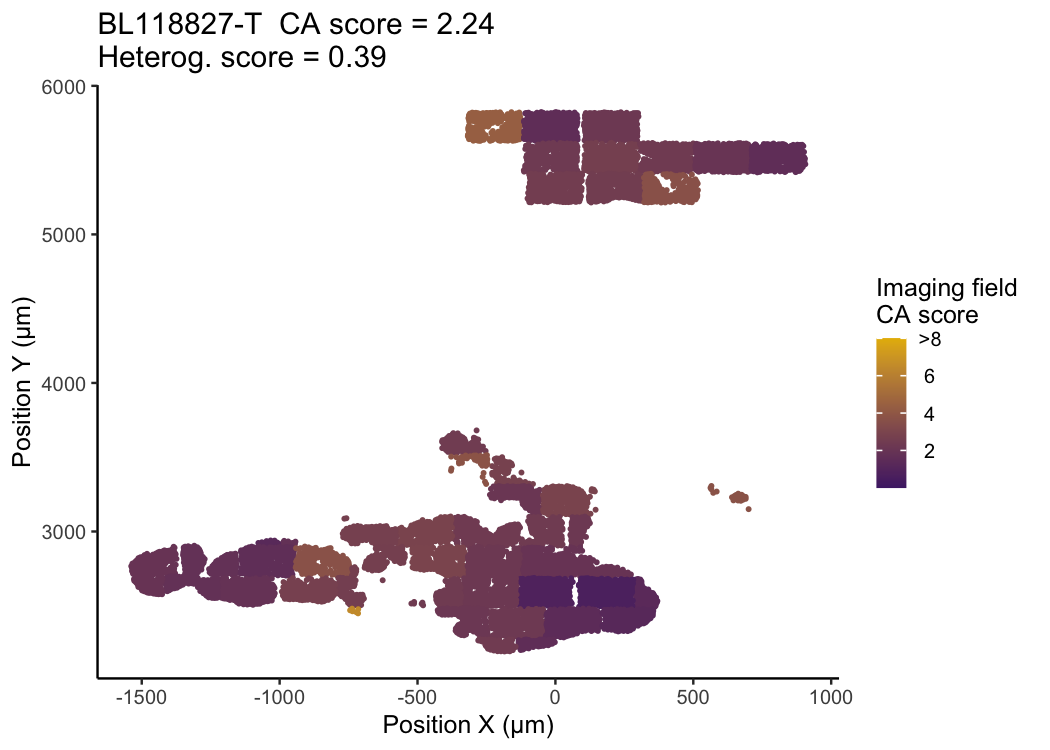 BL118827-T  CA score = 2.24
Heterog. score = 0.39
6000
5000
4000
3000
Position Y (µm)
-1500
-1000
-500
0
500
1000
Position X (µm)
Imaging field
CA score
>8
6
4
2